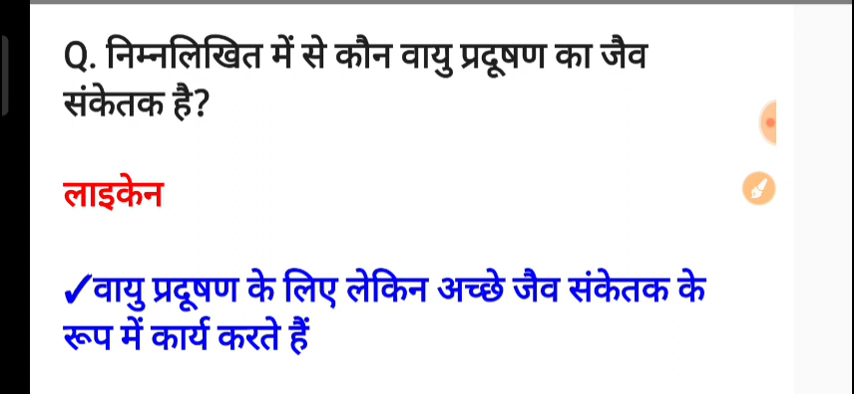 Q. निम्नलिखित में से कौन वायु प्रदूषण का जैव
संकेतक है?
लाइकेन
✓वायु प्रदूषण के लिए लेकिन अच्छे जैव संकेतक के
रूप में कार्य करते हैं